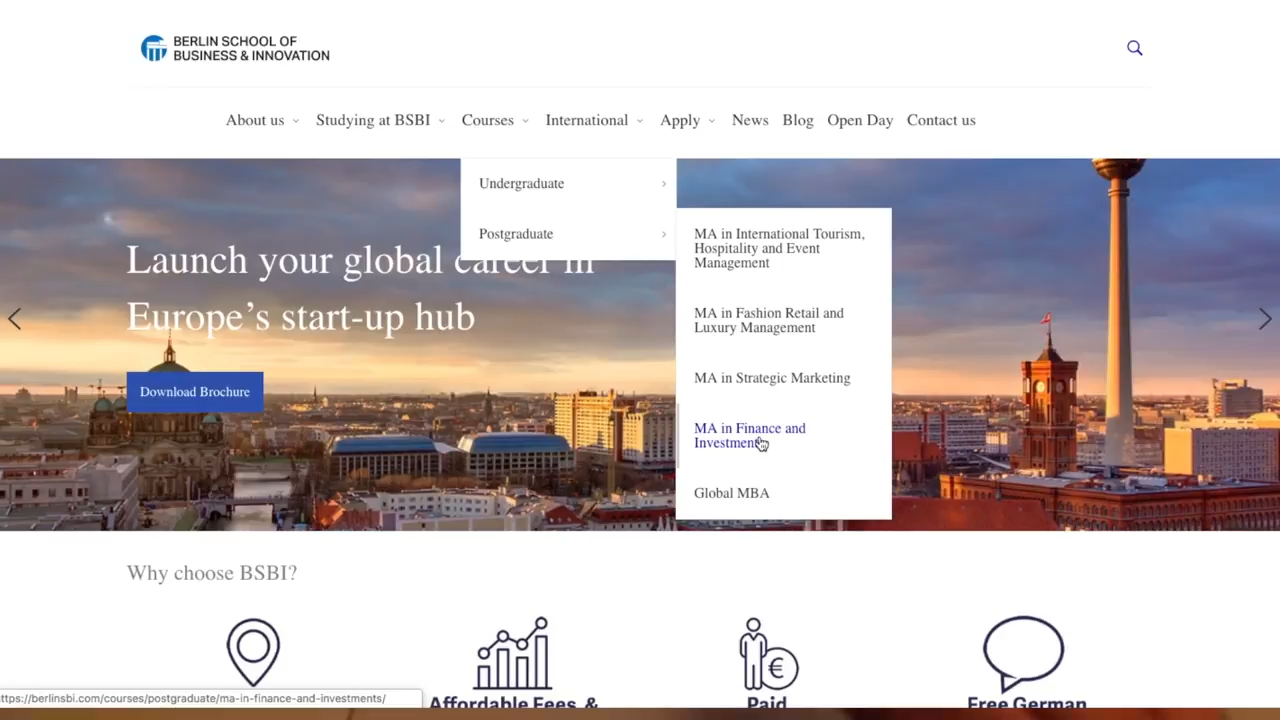 BERLIN SCHOOL OF
BUSINESS & INNOVATION
About us Studying at BSBI Courses International Apply News Blog Open Day Contact us
Undergraduate
Postgraduate
MA in International Tourism,
Hospitality and Event
Management
MA in Fashion Retail and
Luxury Management
MA in Strategic Marketing
MA in Finance and
Investments
Global MBA
Launch your global career in
Europe’s start-up hub
Download Brochure
Why choose BSBI?
Affordable Fees & Paid Free German
ttps://berlinsbi.com/courses/postgraduate/ma-in-finance-and-investments/